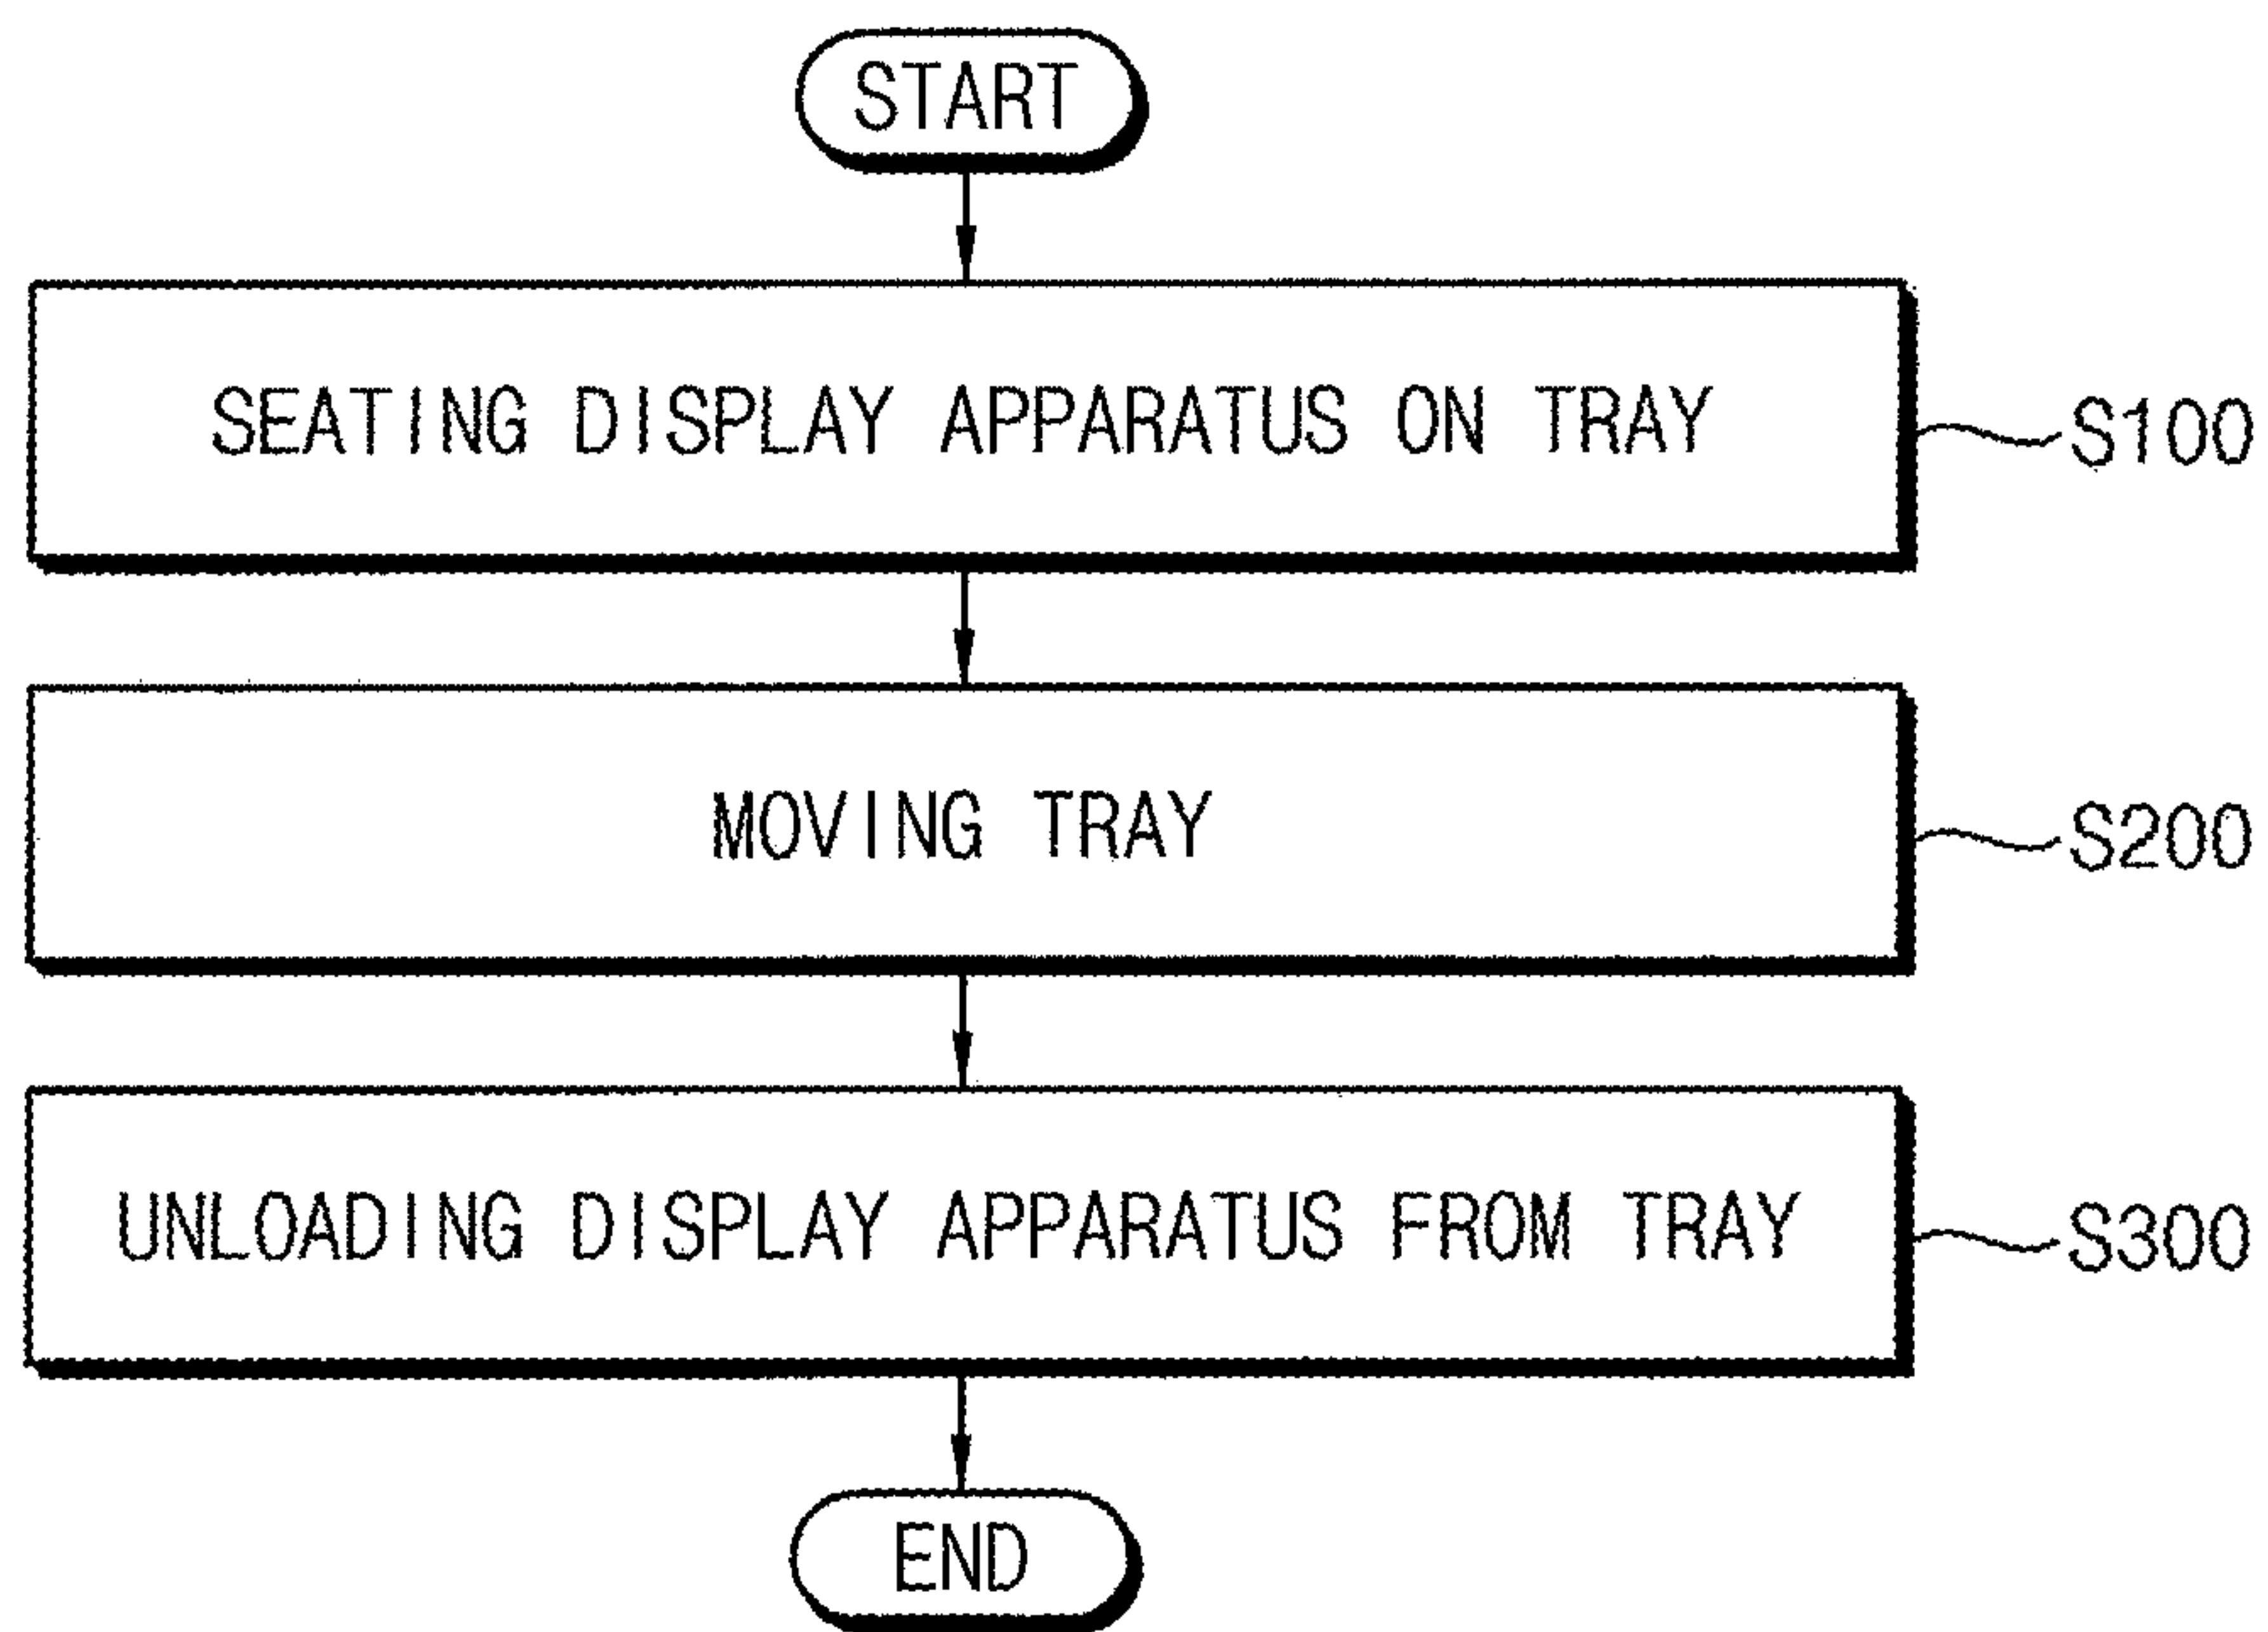 START
SEATING DISPLAY APPARATUS ON TRAY
S100
MOVING TRAY
S200
UNLOADING DISPLAY APPARATUS FROM TRAY
S300
END